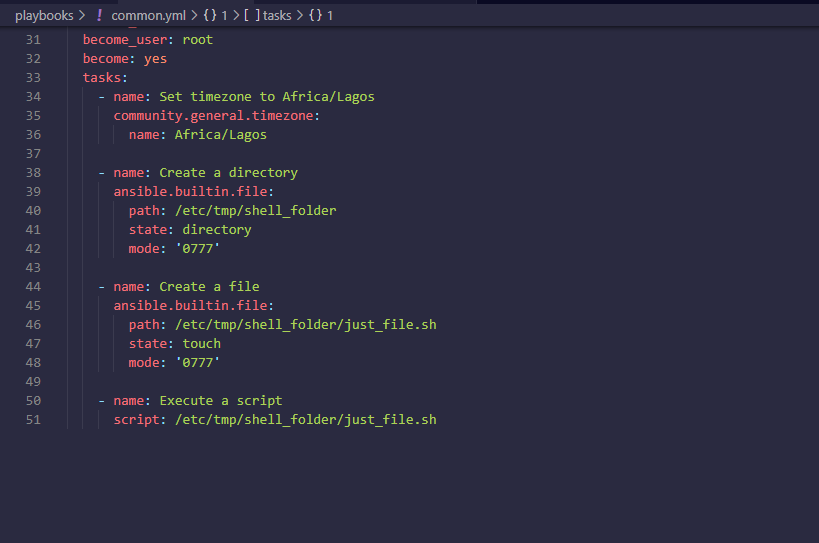 playbooks > ! common.yml > {} 1 > [ ] tasks > {} 1
31 become_user: root
32 become: yes
33 tasks:
34 - name: Set timezone to Africa/Lagos
35 community.general.timezone:
36 name: Africa/Lagos
37
38 - name: Create a directory
39 ansible.builtin.file:
40 path: /etc/tmp/shell_folder
41 state: directory
42 mode: '0777'
43
44 - name: Create a file
45 ansible.builtin.file:
46 path: /etc/tmp/shell_folder/just_file.sh
47 state: touch
48 mode: '0777'
49
50 - name: Execute a script
51 script: /etc/tmp/shell_folder/just_file.sh